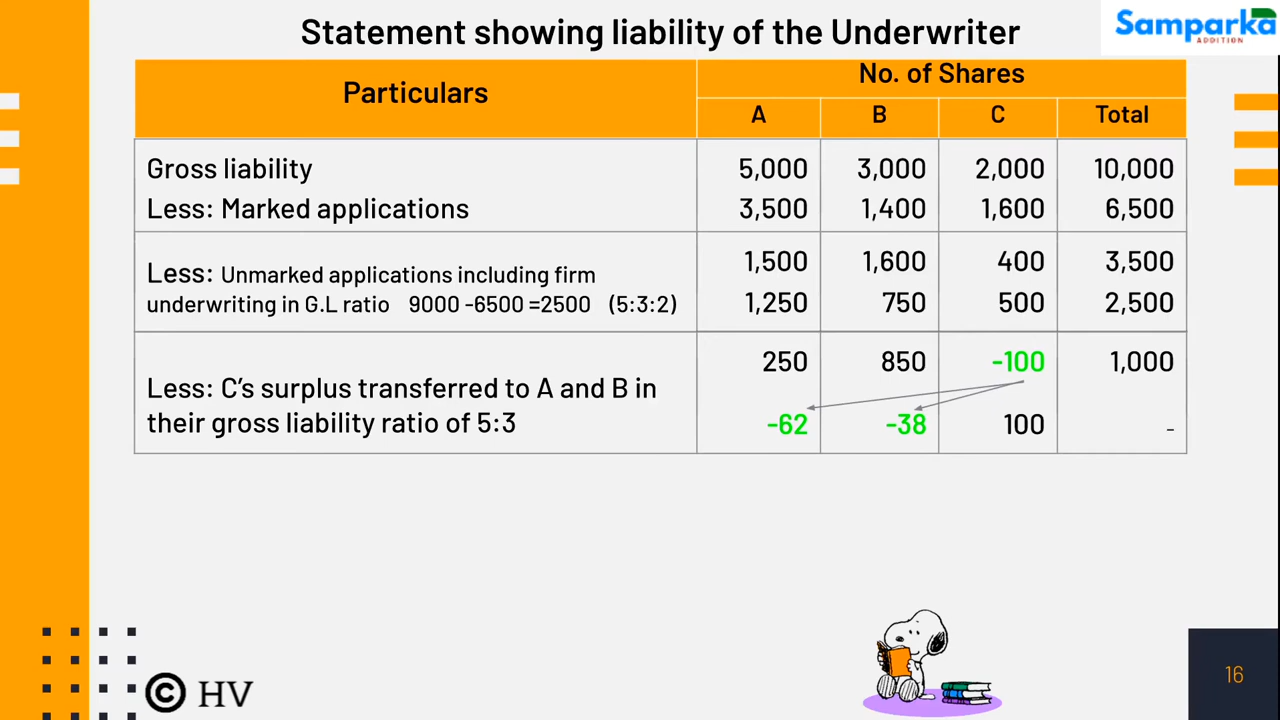 Statement showing liability of the Underwriter
Samparka
ADDITION
Particulars
No. of Shares
A B C Total
Gross liability 5,000 3,000 2,000 10,000
Less: Marked applications 3,500 1,400 1,600 6,500
1,500 1,600 400 3,500
Less: Unmarked applications including firm
underwriting in G.L ratio 9000 -6500 =2500 (5:3:2) 1,250 750 500 2,500
250 850 -100 1,000
Less: C’s surplus transferred to A and B in
their gross liability ratio of 5:3 -62 -38 100 -
© HV
16